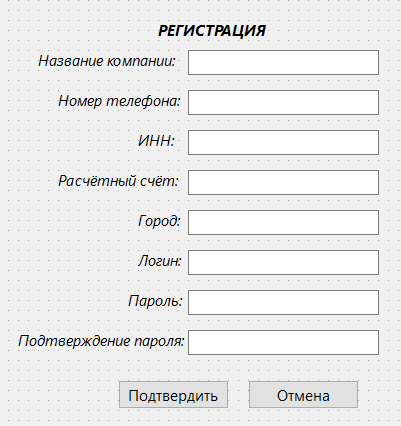 РЕГИСТРАЦИЯ
Название компании:
Номер телефона:
ИНН:
Расчётный счёт:
Город:
Логин:
Пароль:
Подтверждение пароля:
Подтвердить Отмена